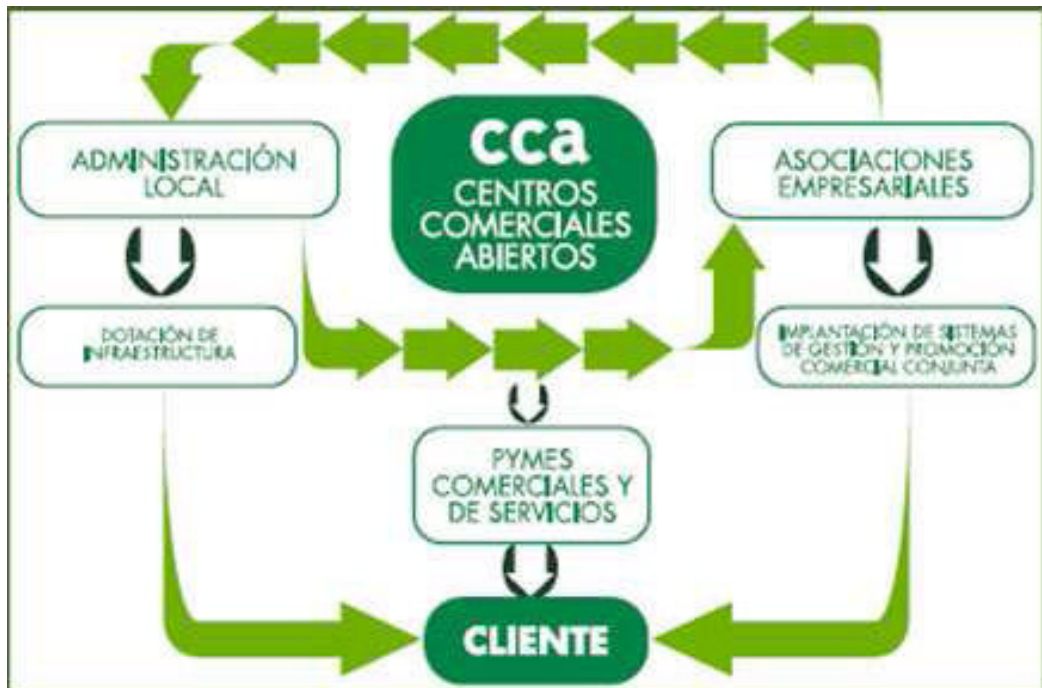 cca
CENTROS
COMERCIALES
ABIERTOS
ADMINISTRACIÓN
LOCAL
ASOCIACIONES
EMPRESARIALES
DOTACIÓN DE
INFRAESTRUCTURA
IMPLANTACIÓN DE SISTEMAS
DE GESTIÓN Y PROMOCIÓN
COMERCIAL CONJUNTA
PYMES
COMERCIALES Y
DE SERVICIOS
CLIENTE